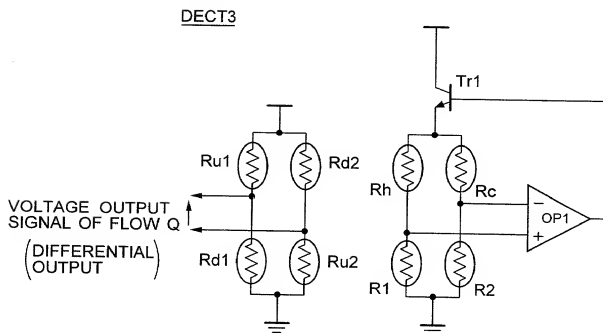 DECT3
Tr1
Ru1
Rd2
Rh
Rc
VOLTAGE OUTPUT
SIGNAL OF FLOW Q
(DIFFERENTIAL
OUTPUT)
− OP1 +
Rd1
Ru2
R1
R2